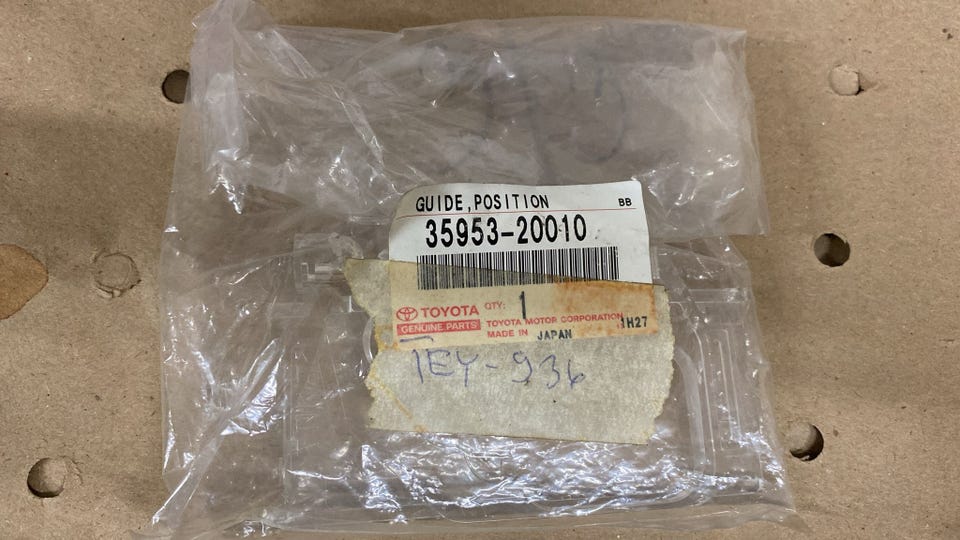 GUIDE,POSITION BB
35953-20010
TOYOTA QTY: 1
GENUINE PARTS TOYOTA MOTOR CORPORATION 1H27
MADE IN JAPAN
1EY-936